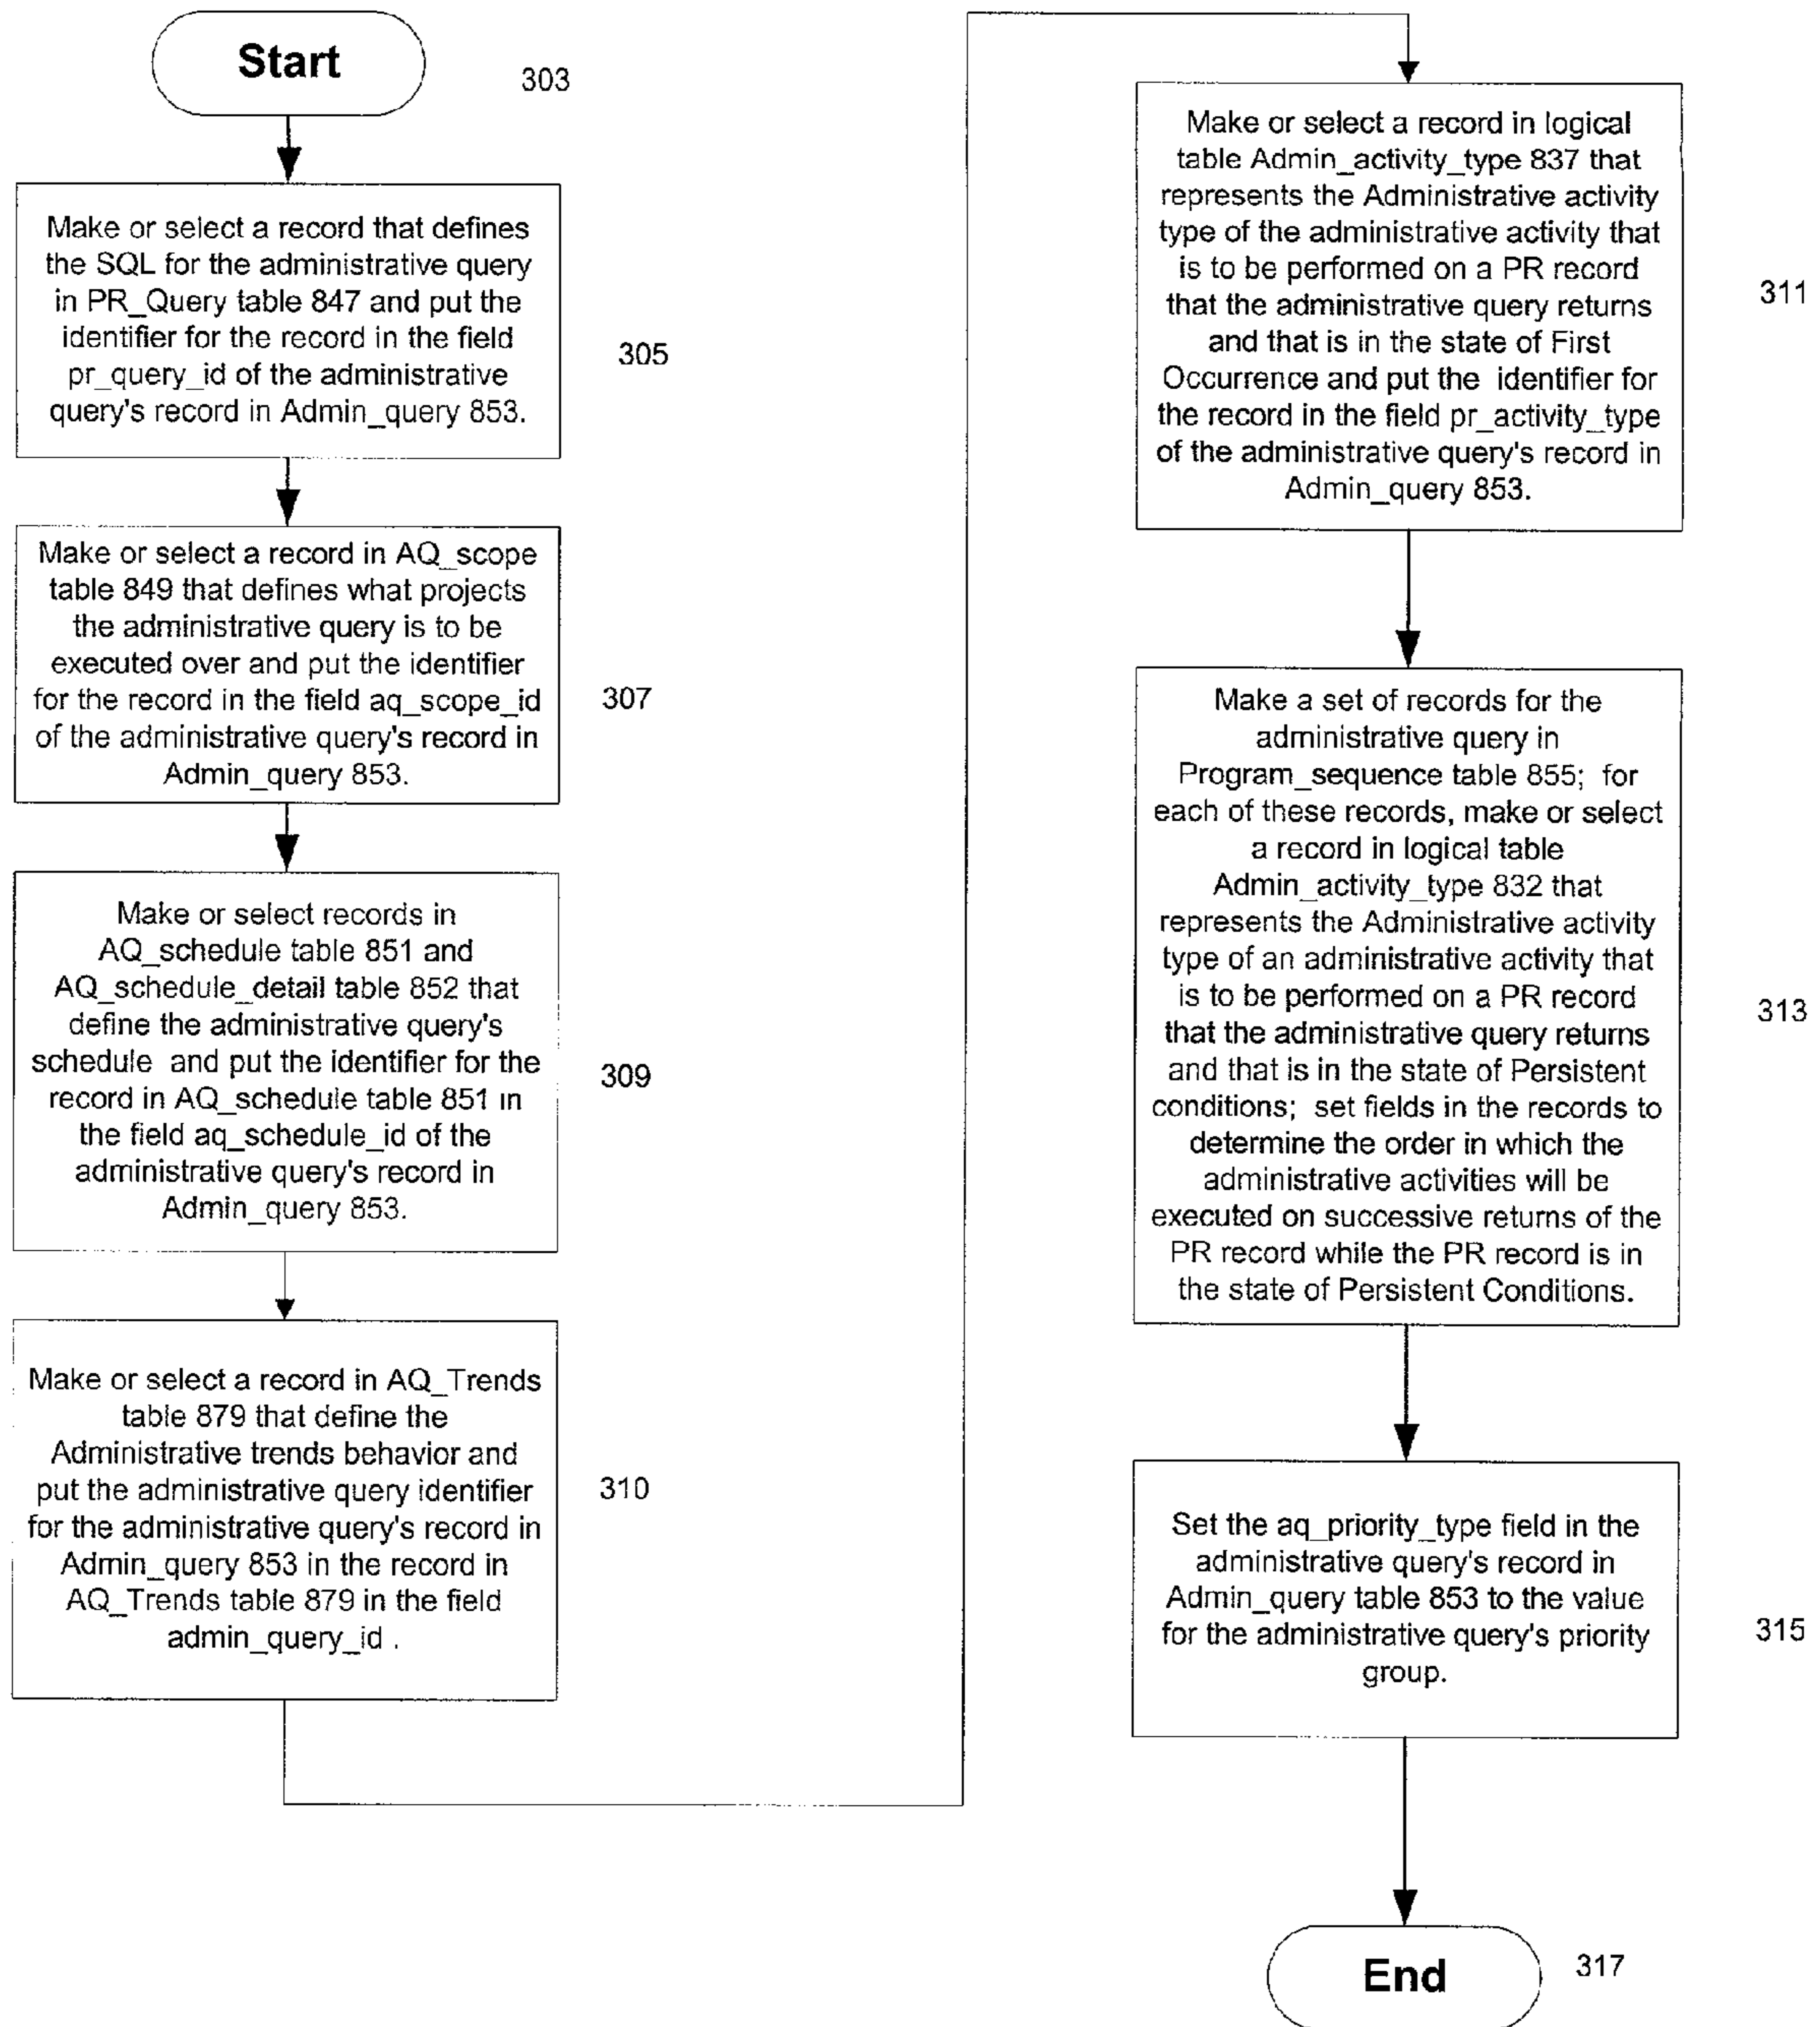 Start
303
Make or select a record that defines
the SQL for the administrative query
in PR_Query table 847 and put the
identifier for the record in the field
pr_query_id of the administrative
query's record in Admin_query 853.
305
Make or select a record in AQ_scope
table 849 that defines what projects
the administrative query is to be
executed over and put the identifier
for the record in the field aq_scope_id
of the administrative query's record in
Admin_query 853.
307
Make or select records in
AQ_schedule table 851 and
AQ_schedule_detail table 852 that
define the administrative query's
schedule and put the identifier for the
record in AQ_schedule table 851 in
the field aq_schedule_id of the
administrative query's record in
Admin_query 853.
309
Make or select a record in AQ_Trends
table 879 that define the
Administrative trends behavior and
put the administrative query identifier
for the administrative query's record in
Admin_query 853 in the record in
AQ_Trends table 879 in the field
admin_query_id .
310
Make or select a record in logical
table Admin_activity_type 837 that
represents the Administrative activity
type of the administrative activity that
is to be performed on a PR record
that the administrative query returns
and that is in the state of First
Occurrence and put the identifier for
the record in the field pr_activity_type
of the administrative query's record in
Admin_query 853.
311
Make a set of records for the
administrative query in
Program_sequence table 855; for
each of these records, make or select
a record in logical table
Admin_activity_type 832 that
represents the Administrative activity
type of an administrative activity that
is to be performed on a PR record
that the administrative query returns
and that is in the state of Persistent
conditions; set fields in the records to
determine the order in which the
administrative activities will be
executed on successive returns of the
PR record while the PR record is in
the state of Persistent Conditions.
313
Set the aq_priority_type field in the
administrative query's record in
Admin_query table 853 to the value
for the administrative query's priority
group.
315
End
317